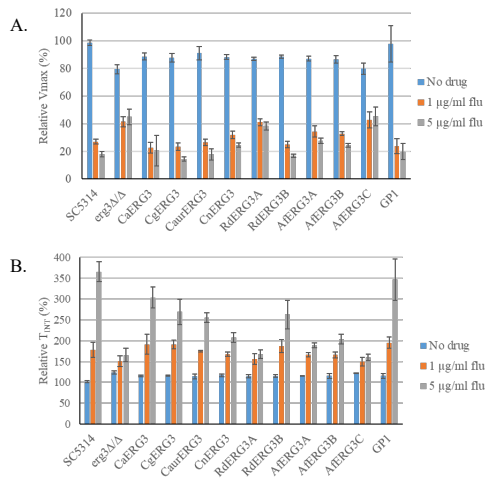 A.
Relative Vmax (%)
120
100
80
60
40
20
0
SC5314
erg3Δ/Δ
CaERG3
CgERG3
CaurERG3
CnERG3
RdERG3A
RdERG3B
AfERG3A
AfERG3B
AfERG3C
GP1
No drug
1 µg/ml flu
5 µg/ml flu
B.
Relative TINT (%)
400
350
300
250
200
150
100
50
0
SC5314
erg3Δ/Δ
CaERG3
CgERG3
CaurERG3
CnERG3
RdERG3A
RdERG3B
AfERG3A
AfERG3B
AfERG3C
GP1
No drug
1 µg/ml flu
5 µg/ml flu